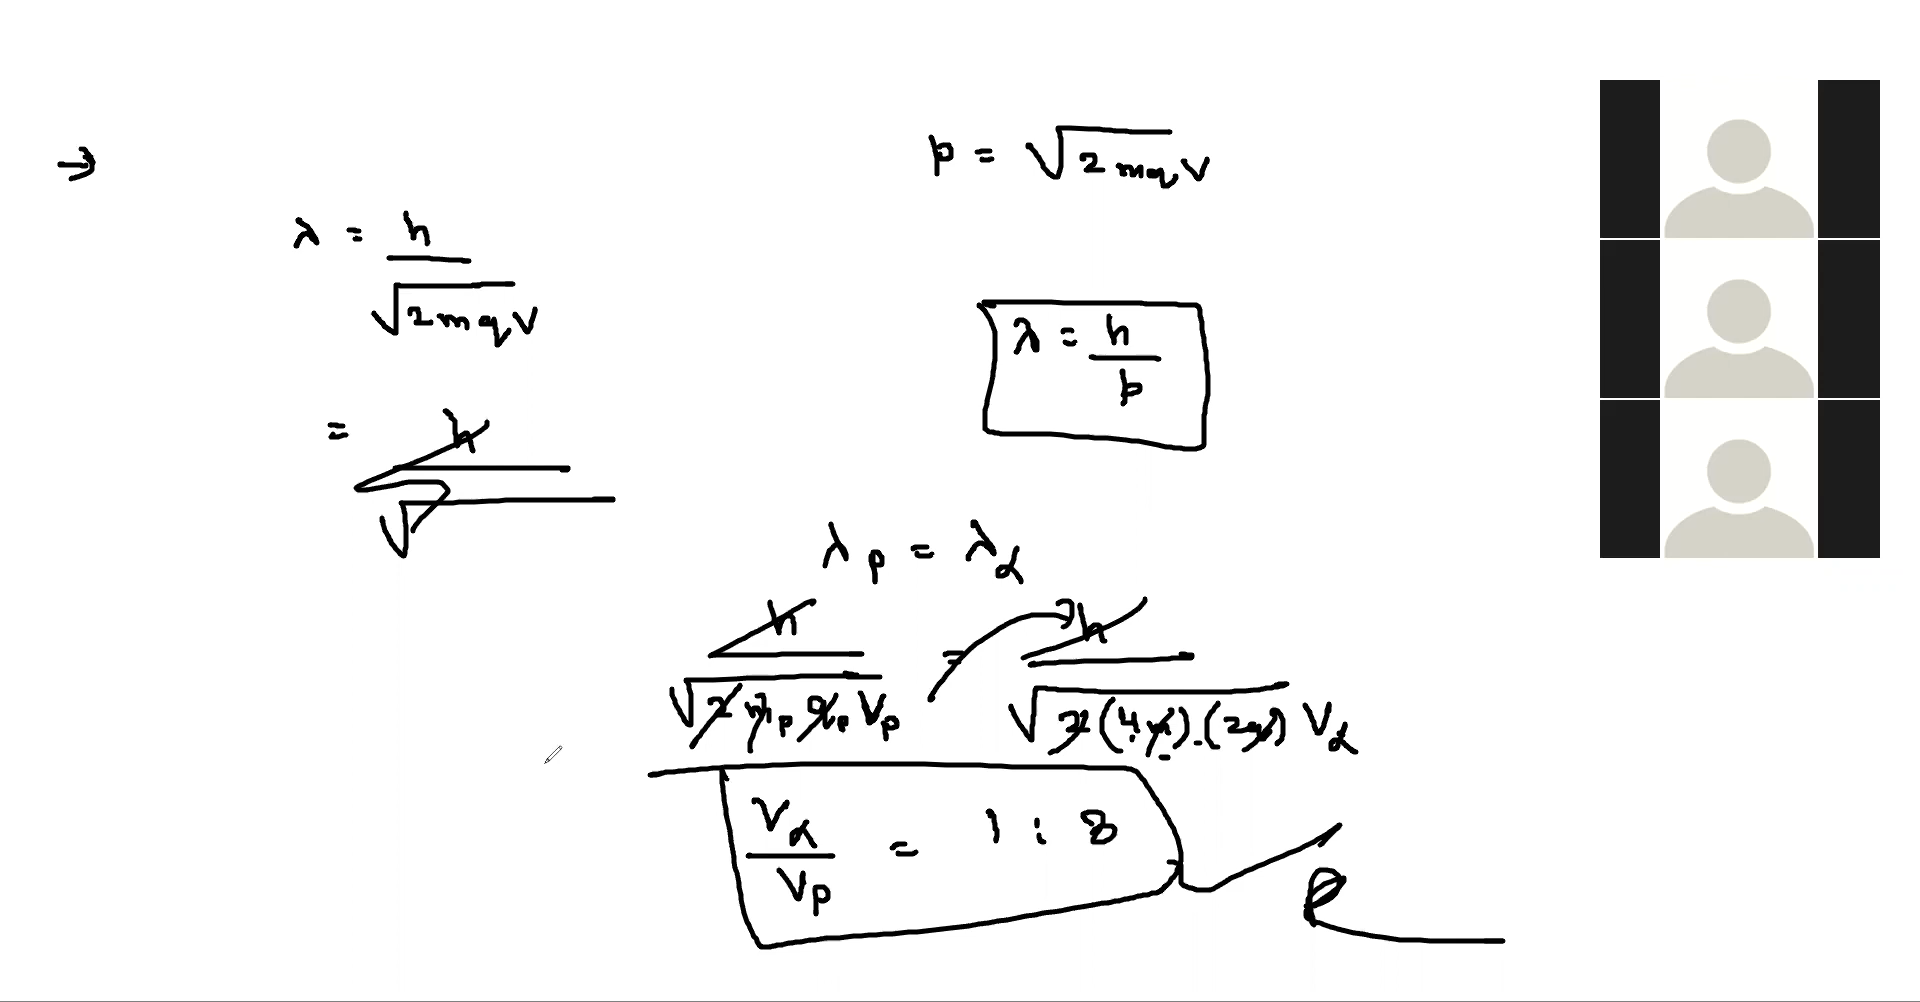 →
p = √2mqV
λ = h / √2mqV
λ = h / p
= h / √
λp = λα
h / √2 mp qp Vp = h / √2(4m).(2q) Vα
Vα / Vp = 1 : 8